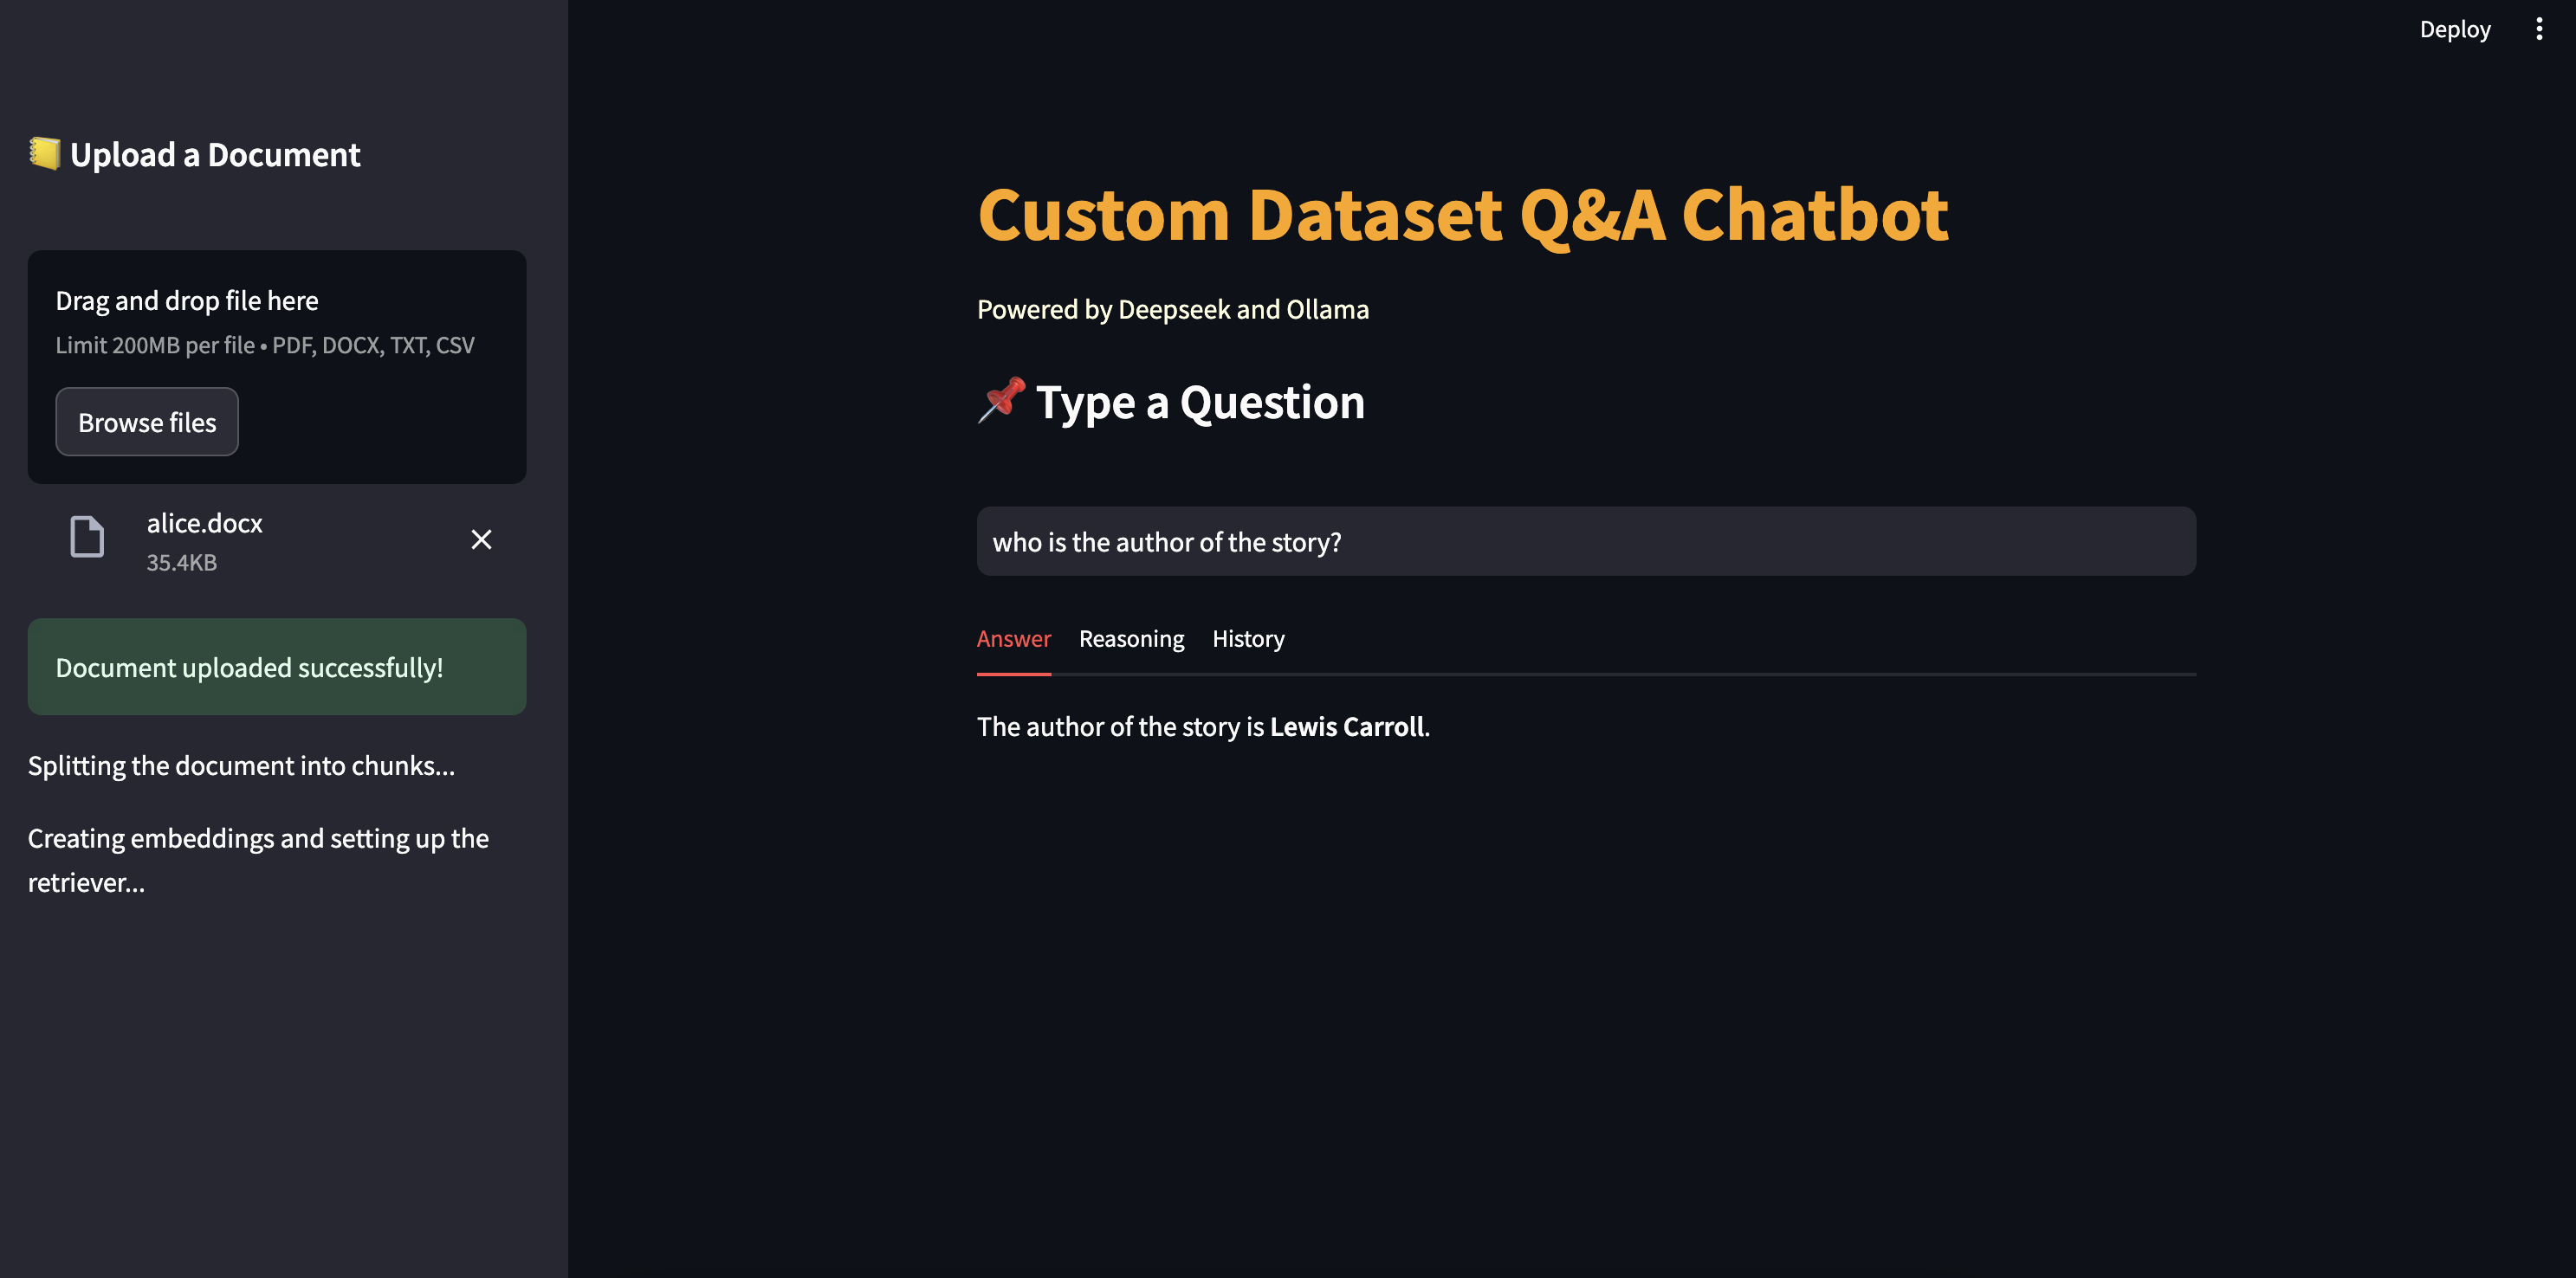 Deploy
Upload a Document
Drag and drop file here
Limit 200MB per file • PDF, DOCX, TXT, CSV
Browse files
alice.docx
35.4KB
Document uploaded successfully!
Splitting the document into chunks...
Creating embeddings and setting up the
retriever...
Custom Dataset Q&A Chatbot
Powered by Deepseek and Ollama
Type a Question
who is the author of the story?
Answer Reasoning History
The author of the story is Lewis Carroll.